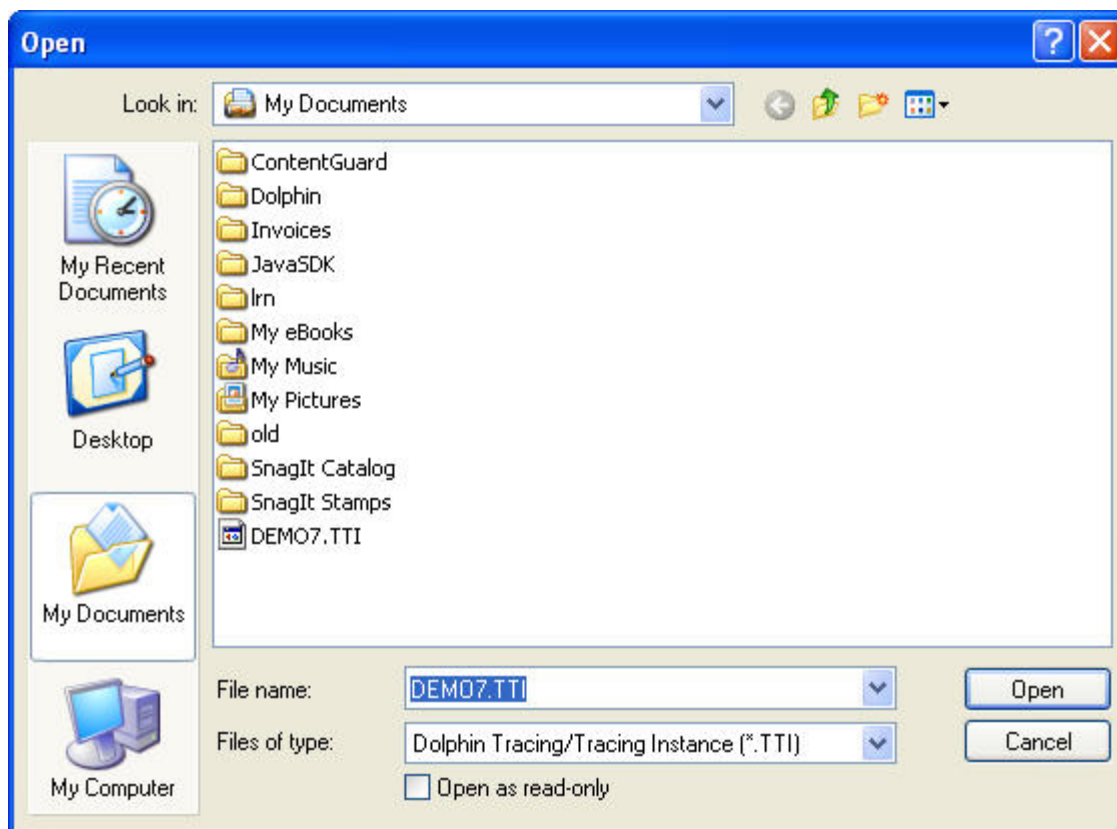 Open
Look in: My Documents
My Recent Documents
Desktop
My Documents
My Computer
ContentGuard
Dolphin
Invoices
JavaSDK
lrn
My eBooks
My Music
My Pictures
old
SnagIt Catalog
SnagIt Stamps
DEMO7.TTI
File name: DEMO7.TTI Open
Files of type: Dolphin Tracing/Tracing Instance (*.TTI) Cancel
Open as read-only